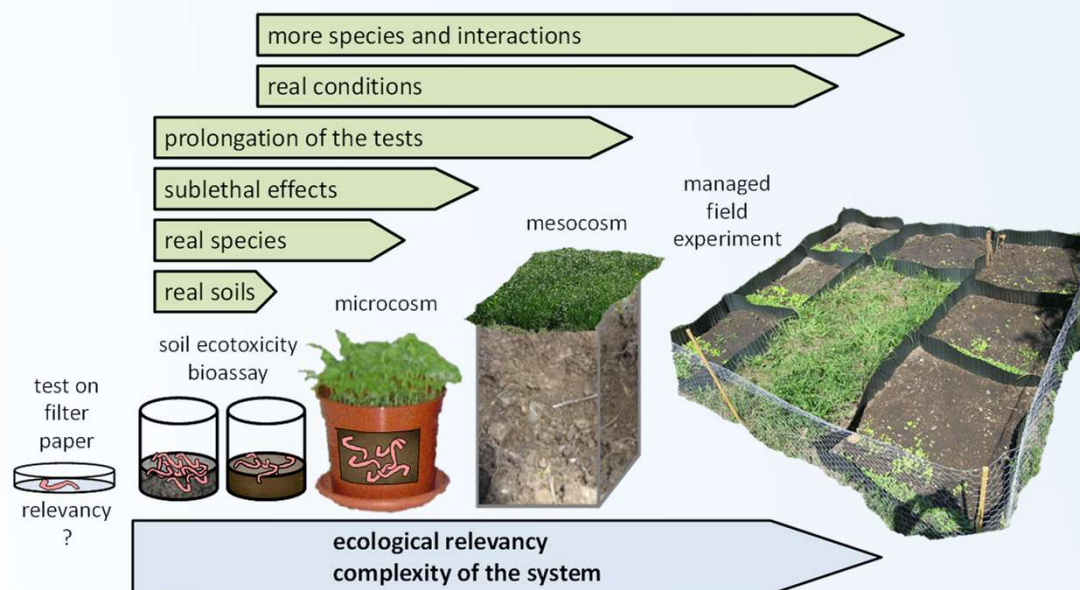 more species and interactions
real conditions
prolongation of the tests
sublethal effects
real species
real soils
managed
field
experiment
mesocosm
microcosm
soil ecotoxicity
bioassay
test on
filter
paper
relevancy
?
ecological relevancy
complexity of the system